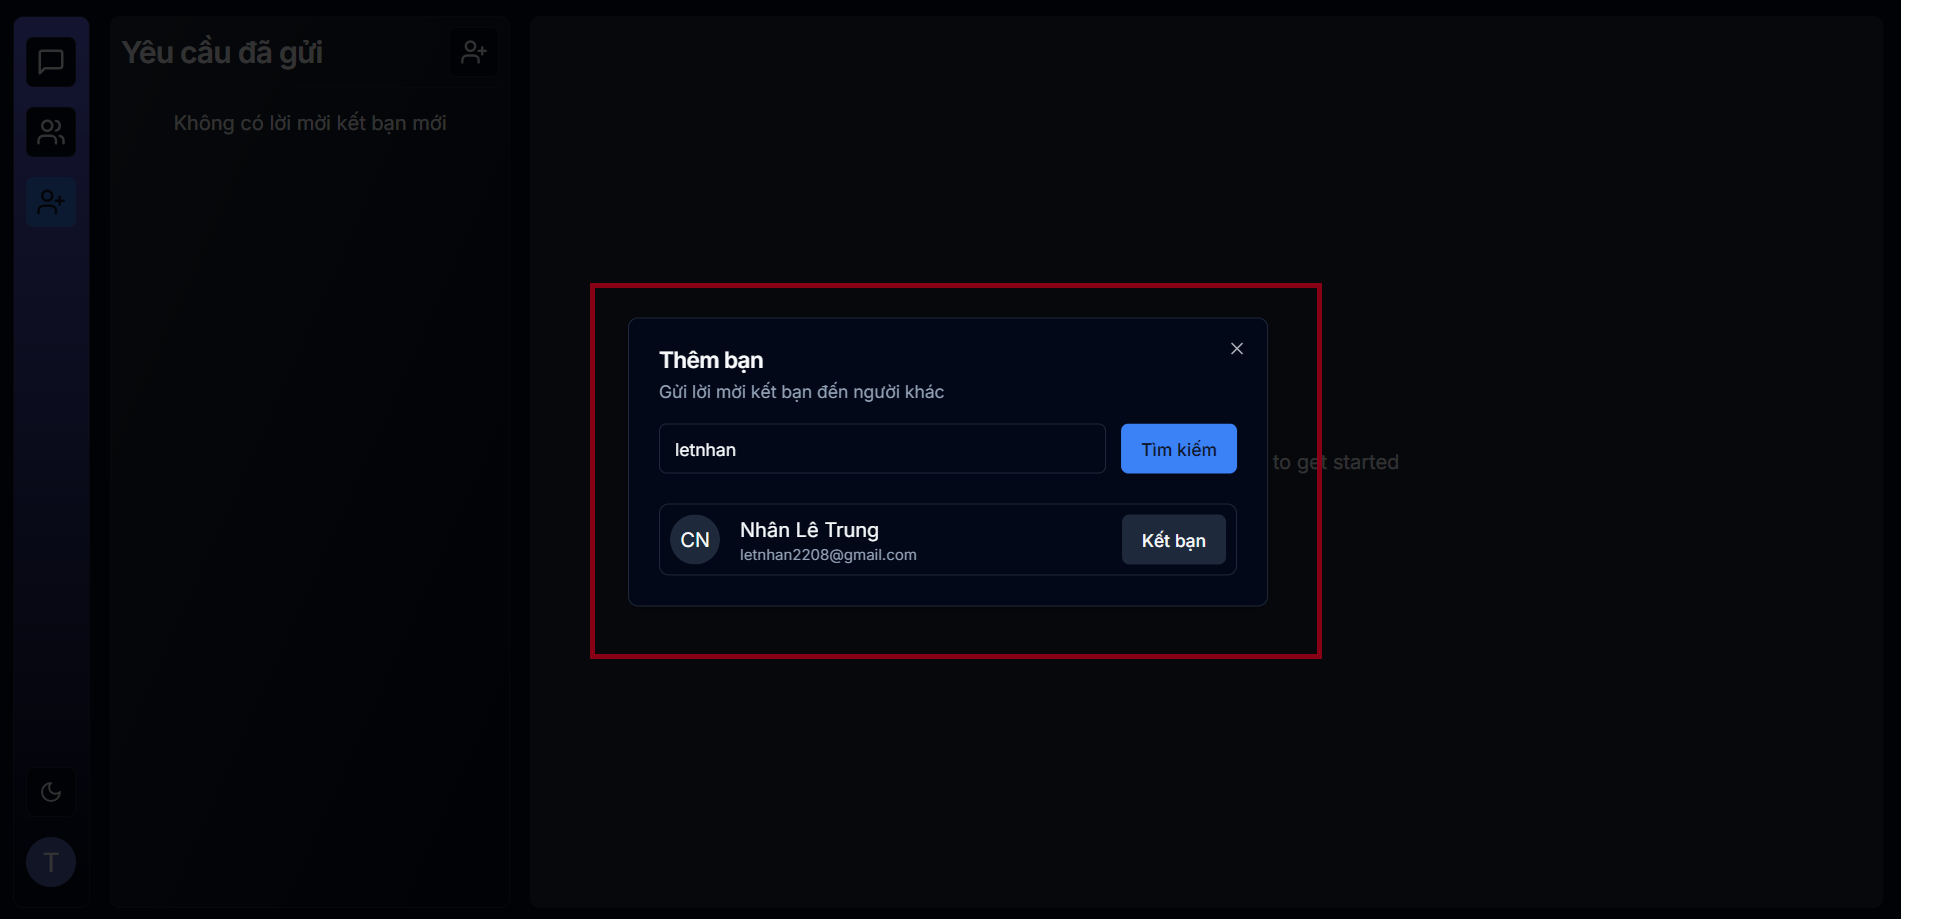 Yêu cầu đã gửi
Không có lời mời kết bạn mới
Thêm bạn
Gửi lời mời kết bạn đến người khác
letnhan
Tìm kiếm
to get started
CN
Nhân Lê Trung
letnhan2208@gmail.com
Kết bạn
T